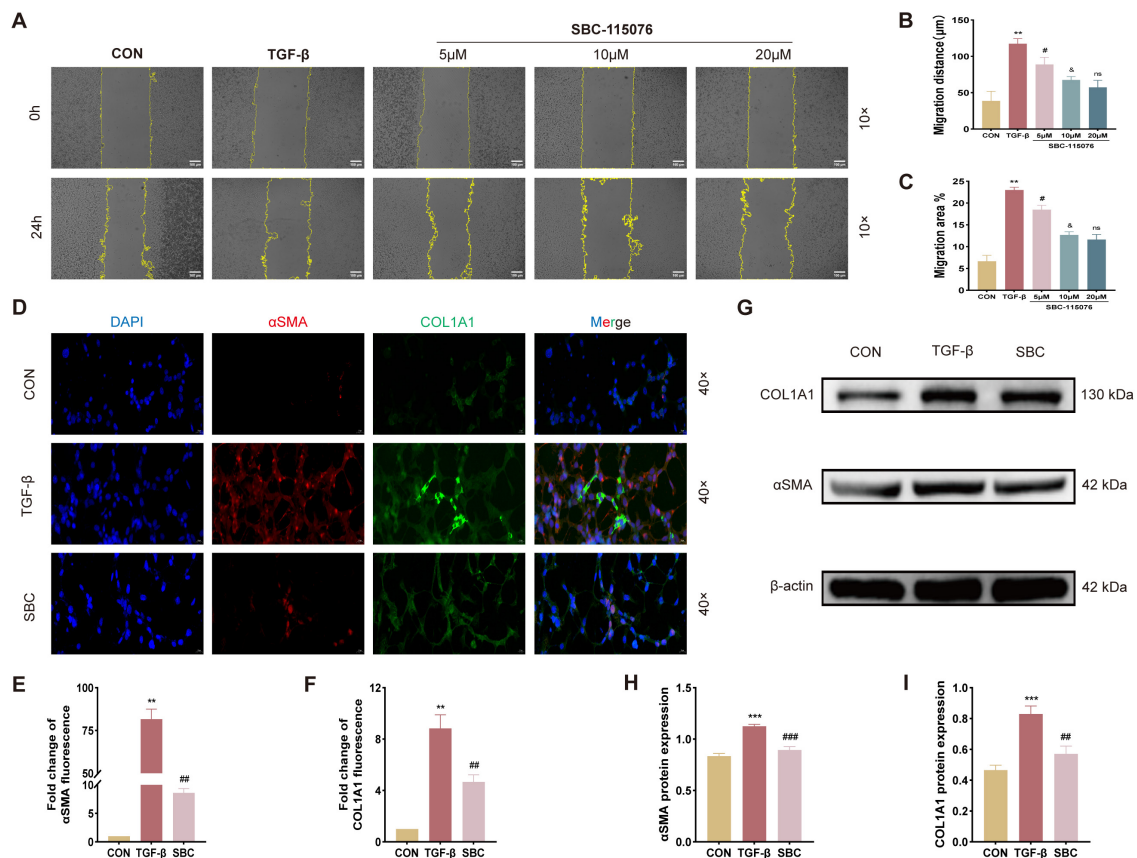 A
CON
TGF-β
SBC-115076
5μM
10μM
20μM
0h
10×
24h
10×
B
Migration distance(μm)
150
100
50
0
**
#
&
ns
CON
TGF-β
5μM
10μM
20μM
SBC-115076
C
Migration area %
25
20
15
10
5
0
**
#
&
ns
CON
TGF-β
5μM
10μM
20μM
SBC-115076
D
DAPI
αSMA
COL1A1
Merge
CON
40×
TGF-β
40×
SBC
40×
G
CON
TGF-β
SBC
COL1A1
130 kDa
αSMA
42 kDa
β-actin
42 kDa
E
Fold change of
αSMA fluorescence
100
75
50
10
5
0
**
##
CON
TGF-β
SBC
F
Fold change of
COL1A1 fluorescence
12
8
4
0
**
##
CON
TGF-β
SBC
H
αSMA protein expression
1.5
1.0
0.5
0.0
***
###
CON
TGF-β
SBC
I
COL1A1 protein expression
1.0
0.8
0.6
0.4
0.2
0.0
***
##
CON
TGF-β
SBC